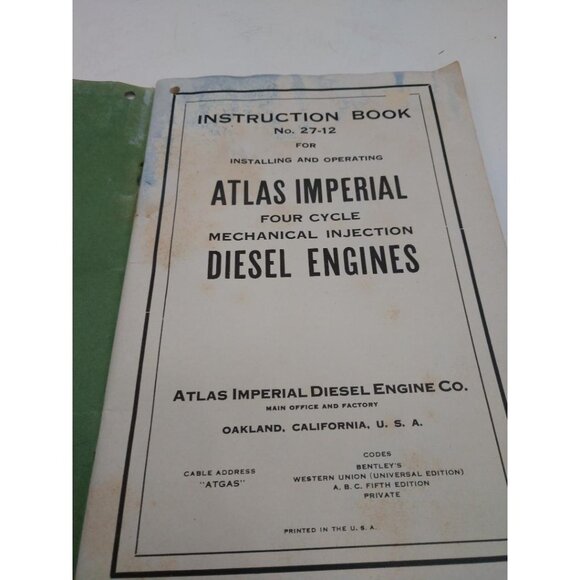 INSTRUCTION BOOK
No. 27-12
FOR
INSTALLING AND OPERATING
ATLAS IMPERIAL
FOUR CYCLE
MECHANICAL INJECTION
DIESEL ENGINES
ATLAS IMPERIAL DIESEL ENGINE CO.
MAIN OFFICE AND FACTORY
OAKLAND, CALIFORNIA, U. S. A.
CABLE ADDRESS
"ATGAS"
CODES
BENTLEY'S
WESTERN UNION (UNIVERSAL EDITION)
A. B. C. FIFTH EDITION
PRIVATE
PRINTED IN THE U. S. A.